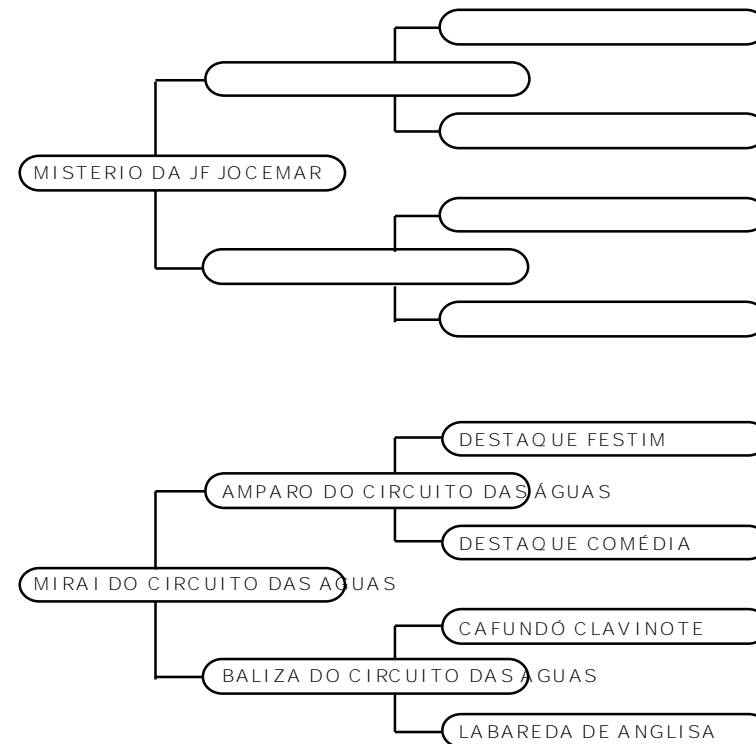 MISTERIO DA JF JOCEMAR
DESTAQUE FESTIM
AMPARO DO CIRCUITO DAS ÁGUAS
DESTAQUE COMÉDIA
MIRAI DO CIRCUITO DAS AGUAS
CAFUNDÓ CLAVINOTE
BALIZA DO CIRCUITO DAS AGUAS
LABAREDA DE ANGLISA